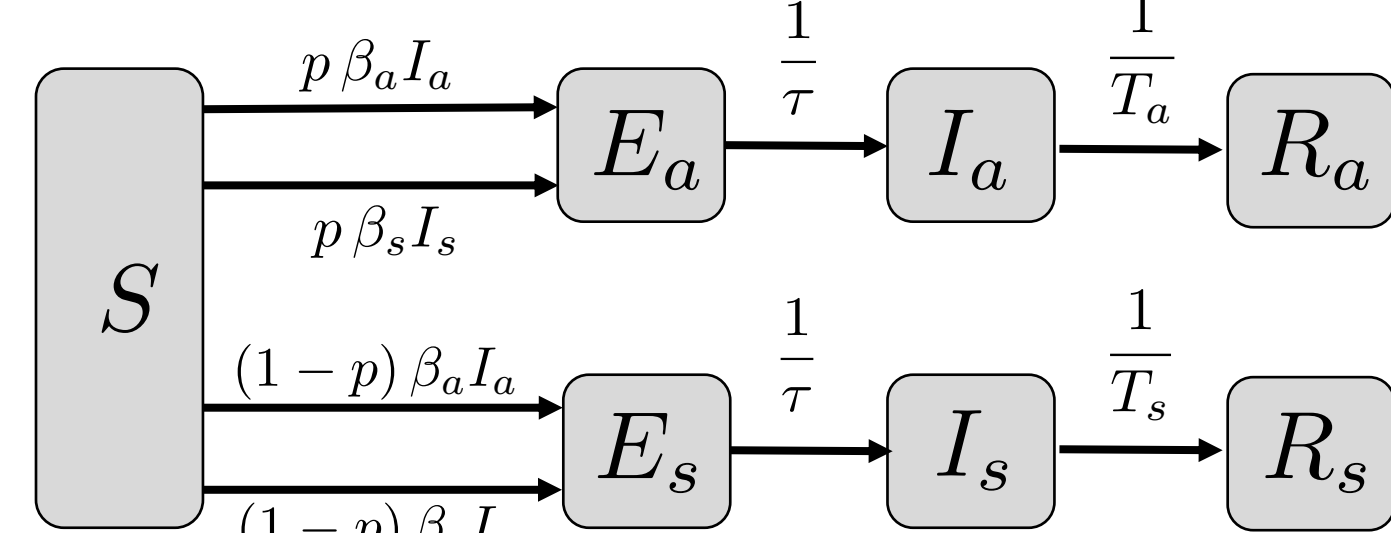 p β_a I_a
1/τ
1/T_a
E_a
I_a
R_a
p β_s I_s
S
(1 − p) β_a I_a
1/τ
1/T_s
E_s
I_s
R_s
(1 − p) β I